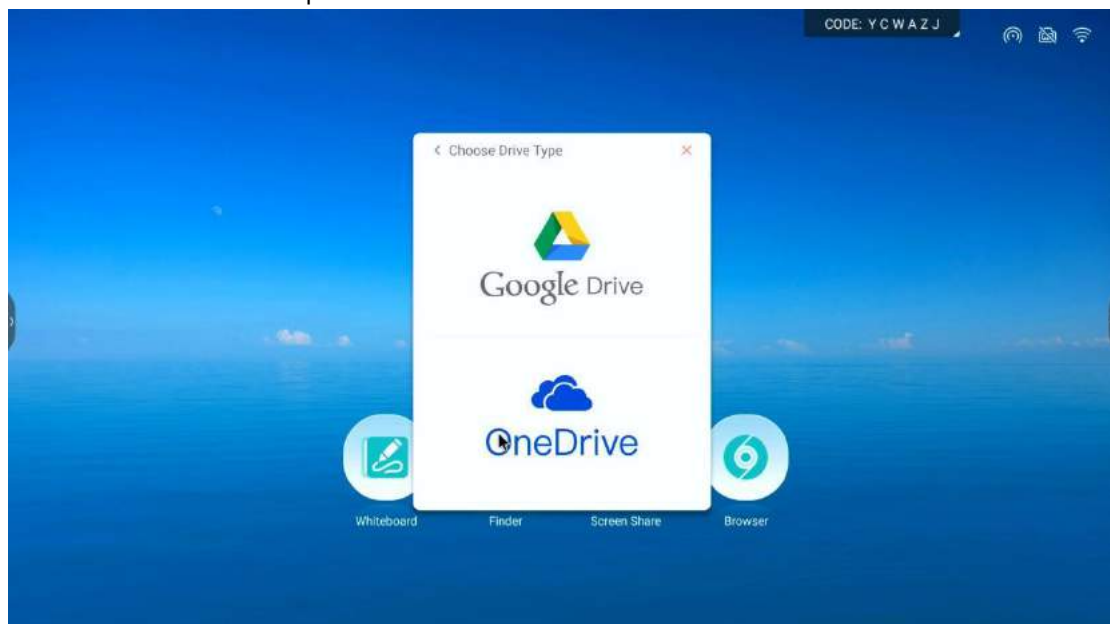 CODE: Y C W A Z J
< Choose Drive Type ×
Google Drive
OneDrive
Whiteboard Finder Screen Share Browser